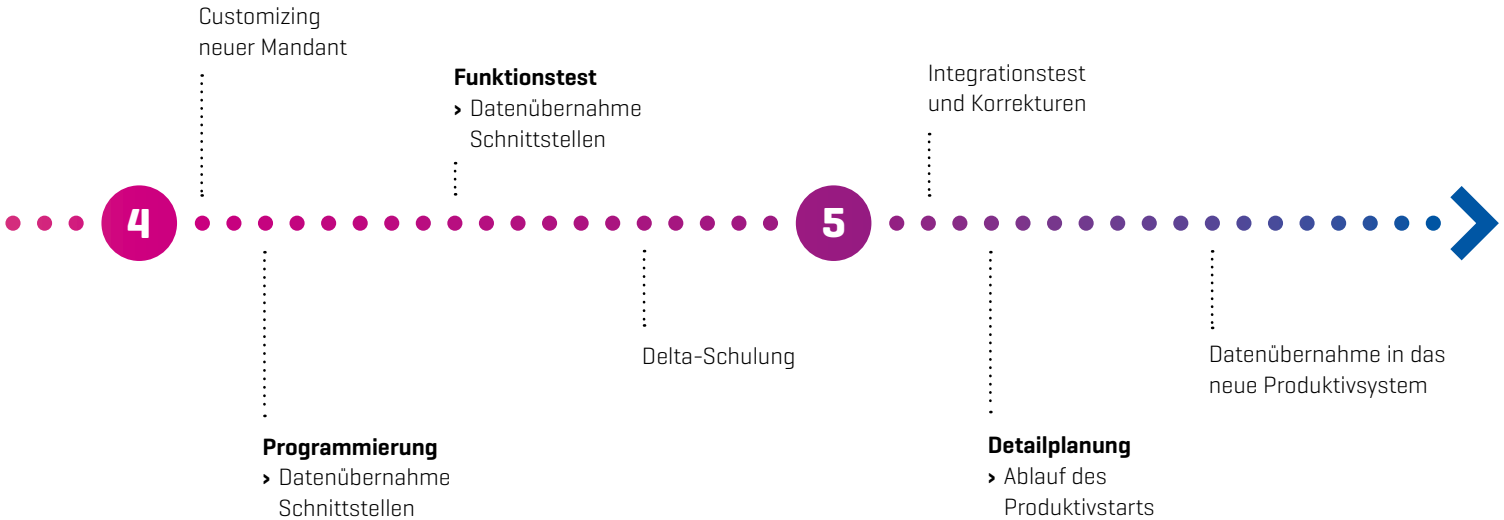 Customizing
neuer Mandant
Funktionstest
› Datenübernahme
Schnittstellen
Integrationstest
und Korrekturen
4
5
Delta-Schulung
Datenübernahme in das
neue Produktivsystem
Programmierung
› Datenübernahme
Schnittstellen
Detailplanung
› Ablauf des
Produktivstarts